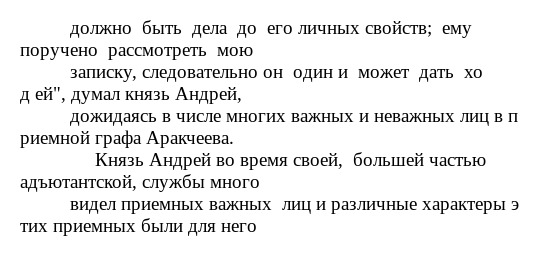 должно быть дела до его личных свойств; ему
поручено рассмотреть мою
записку, следовательно он один и может дать хо
д ей", думал князь Андрей,
дожидаясь в числе многих важных и неважных лиц в п
риемной графа Аракчеева.
Князь Андрей во время своей, большей частью
адъютантской, службы много
видел приемных важных лиц и различные характеры э
тих приемных были для него